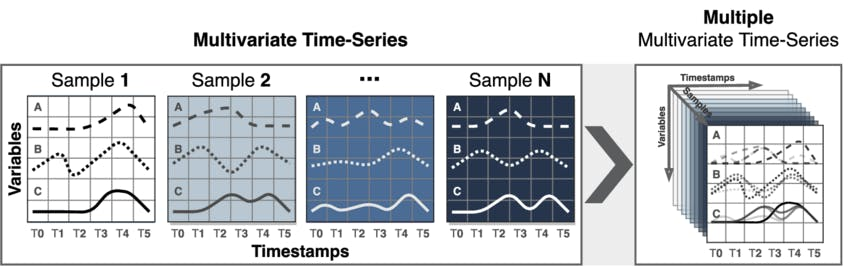 Multivariate Time-Series
Multiple
Multivariate Time-Series
Sample 1
Sample 2
...
Sample N
Variables
A
B
C
A
B
C
A
B
C
A
B
C
T0 T1 T2 T3 T4 T5
T0 T1 T2 T3 T4 T5
T0 T1 T2 T3 T4 T5
T0 T1 T2 T3 T4 T5
Timestamps
Timestamps
Samples
Variables
A
B
C
T0 T1 T2 T3 T4 T5